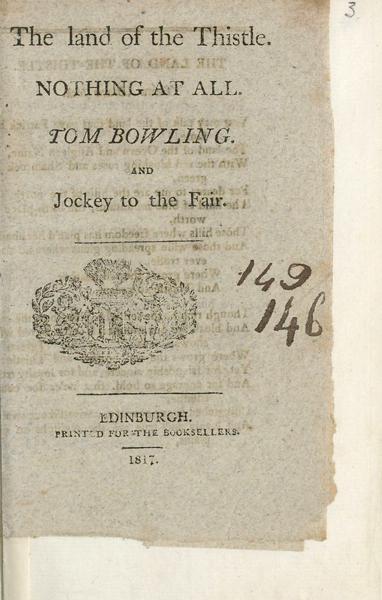 3
The land of the Thistle.
NOTHING AT ALL.
TOM BOWLING.
AND
Jockey to the Fair.
149
146
EDINBURGH.
PRINTED FOR THE BOOKSELLERS.
1817.